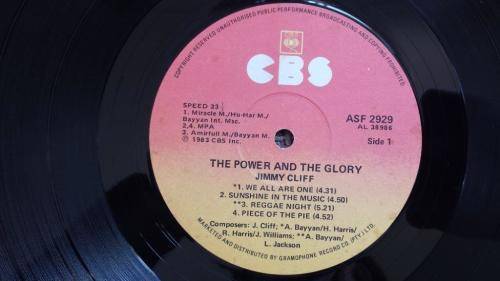 COPYRIGHT RESERVED UNAUTHORISED PUBLIC PERFORMANCE BROADCASTING AND COPYING PROHIBITED
CBS
SPEED 33
1. Miracle M./Hu-Har M./
Bayyan Int. Msc.
2,4. MPA
3. Amirfull M./Bayyan M.
℗ 1983 CBS Inc.
ASF 2929
AL 38986
Side 1
THE POWER AND THE GLORY
JIMMY CLIFF
*1. WE ALL ARE ONE (4.31)
2. SUNSHINE IN THE MUSIC (4.50)
**3. REGGAE NIGHT (5.21)
4. PIECE OF THE PIE (4.52)
Composers: J. Cliff; *A. Bayyan/H. Harris/
R. Harris/J. Williams; **A. Bayyan/
L. Jackson
MARKETED AND DISTRIBUTED BY GRAMOPHONE RECORD CO. (PTY.) LTD.